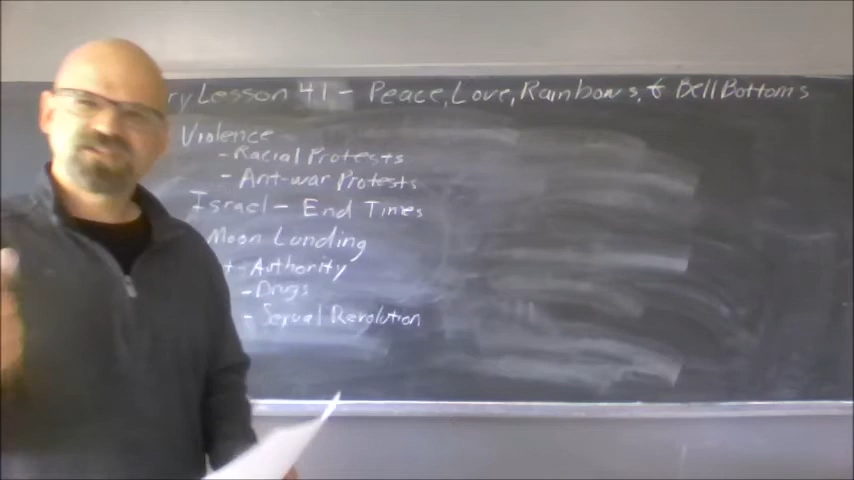 ry Lesson 41 - Peace, Love, Rainbows, & Bell Bottoms
Violence
- Racial Protests
- Ant-war Protests
Israel - End Times
Moon Landing
t-Authority
- Drugs
- Sexual Revolution